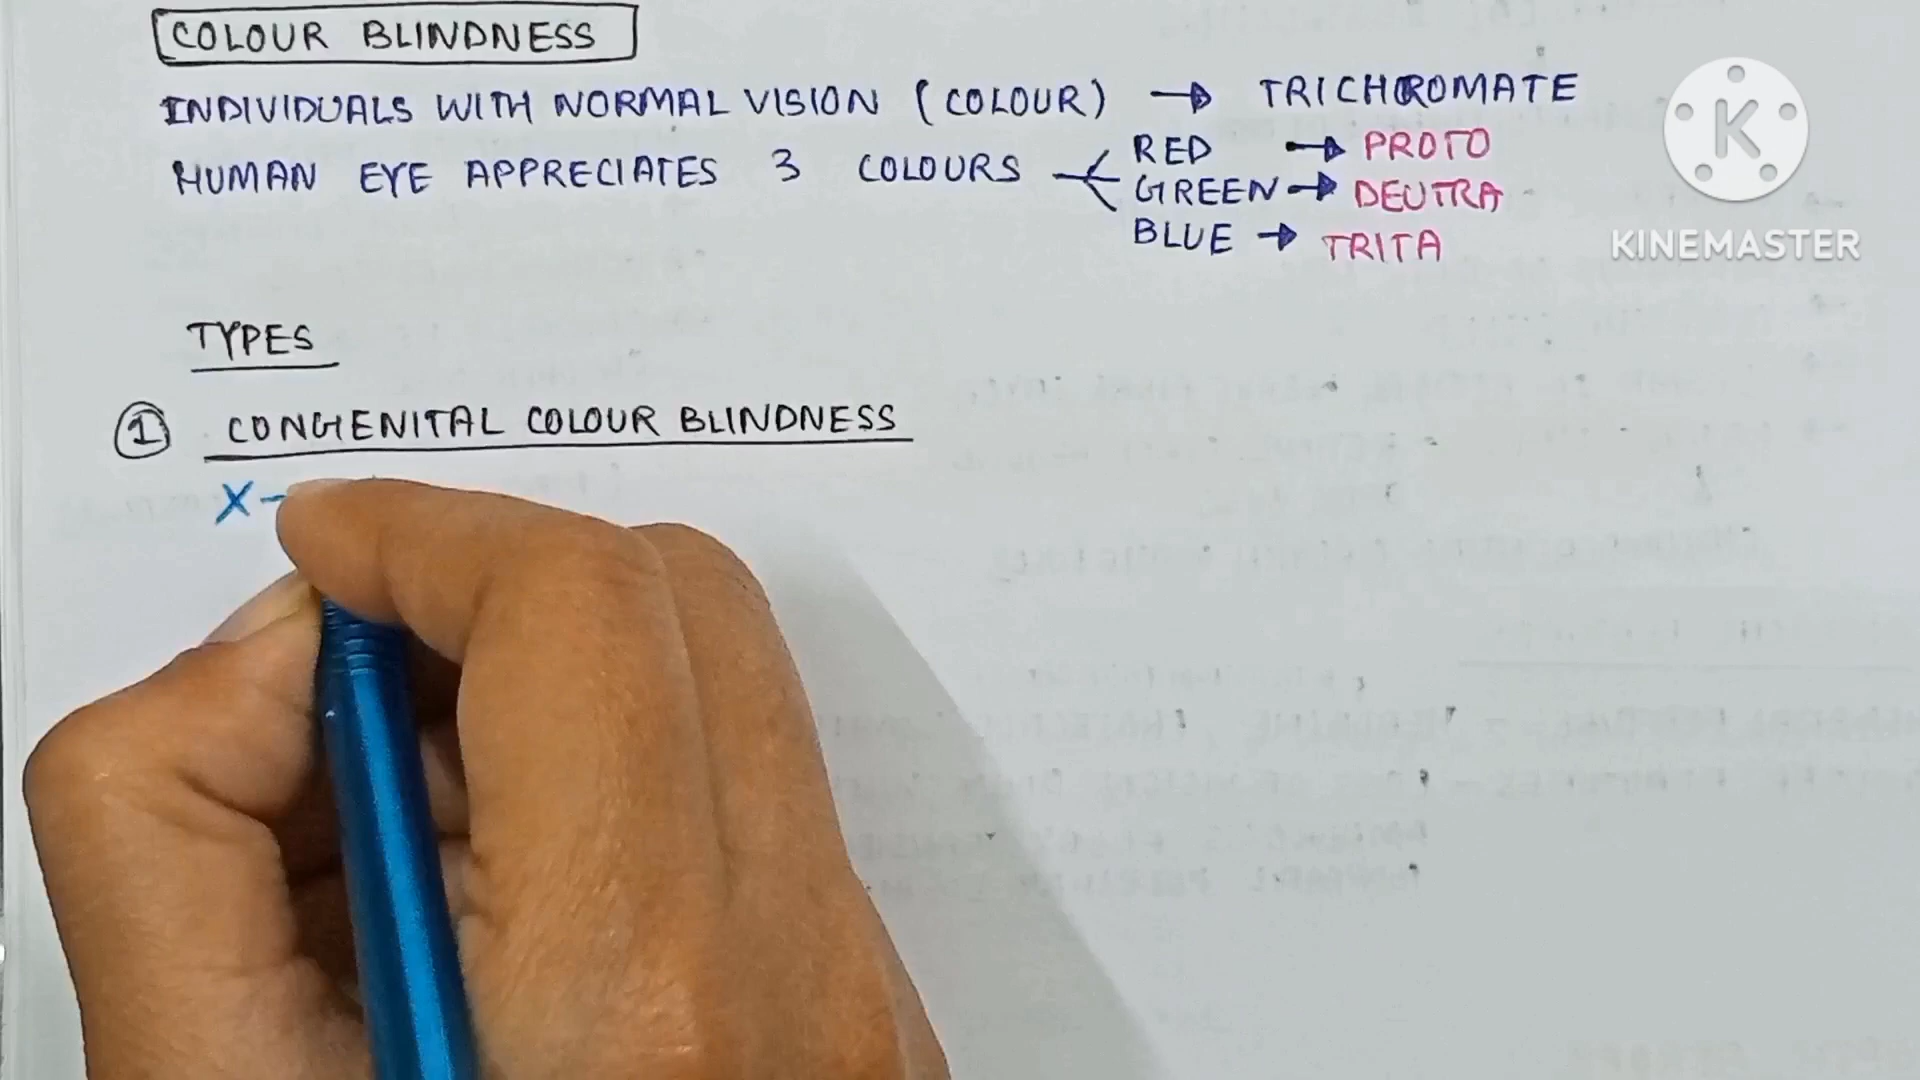 COLOUR BLINDNESS
INDIVIDUALS WITH NORMAL VISION (COLOUR) → TRICHROMATE
HUMAN EYE APPRECIATES 3 COLOURS
RED → PROTO
GREEN → DEUTRA
BLUE → TRITA
K
KINEMASTER
TYPES
1 CONGENITAL COLOUR BLINDNESS
X-